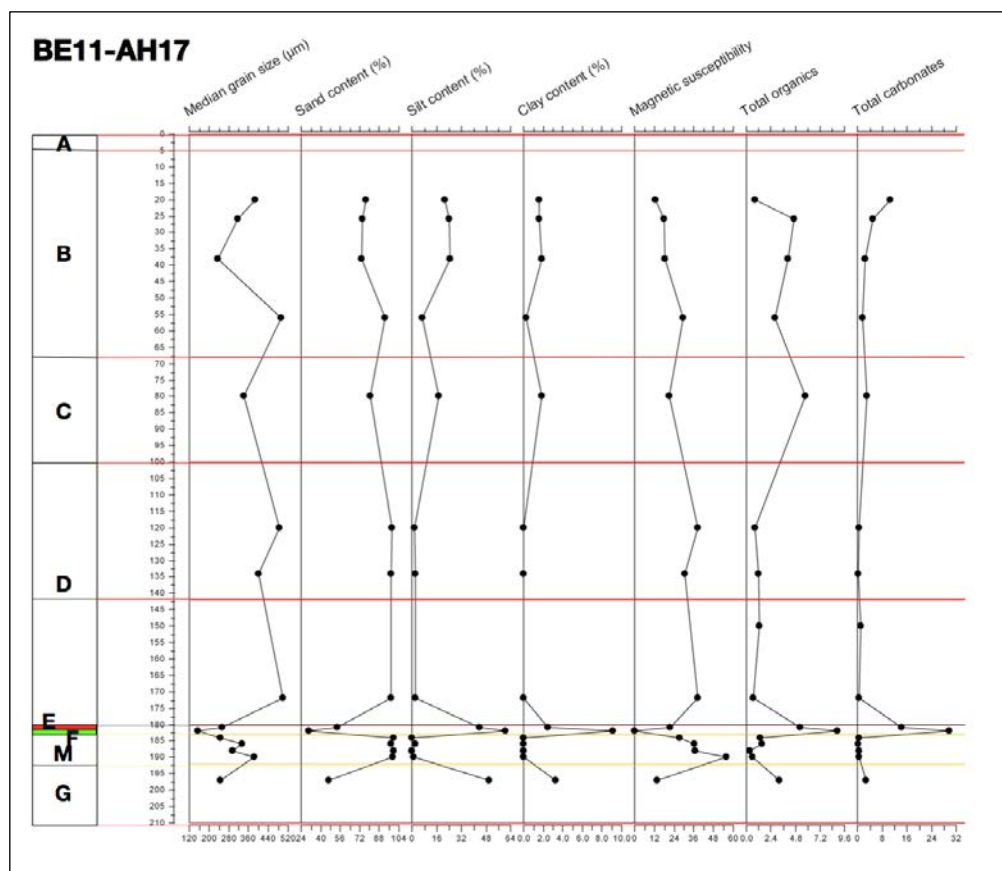 BE11-AH17
Median grain size (µm)
Sand content (%)
Silt content (%)
Clay content (%)
Magnetic susceptibility
Total organics
Total carbonates
A
B
C
D
E
F
M
G
0
5
10
15
20
25
30
35
40
45
50
55
60
65
70
75
80
85
90
95
100
105
110
115
120
125
130
135
140
145
150
155
160
165
170
175
180
185
190
195
200
205
210
120 200 280 360 440 520
24 40 56 72 88 104
0 16 32 48 64
0.0 2.0 4.0 6.0 8.0 10.0
0 12 24 36 48 60
0.0 2.4 4.8 7.2 9.6
0 8 16 24 32